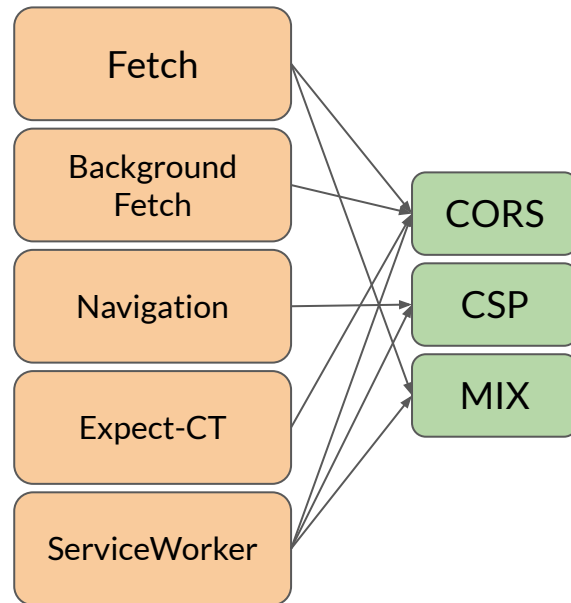 Fetch
Background
Fetch
Navigation
Expect-CT
ServiceWorker
CORS
CSP
MIX